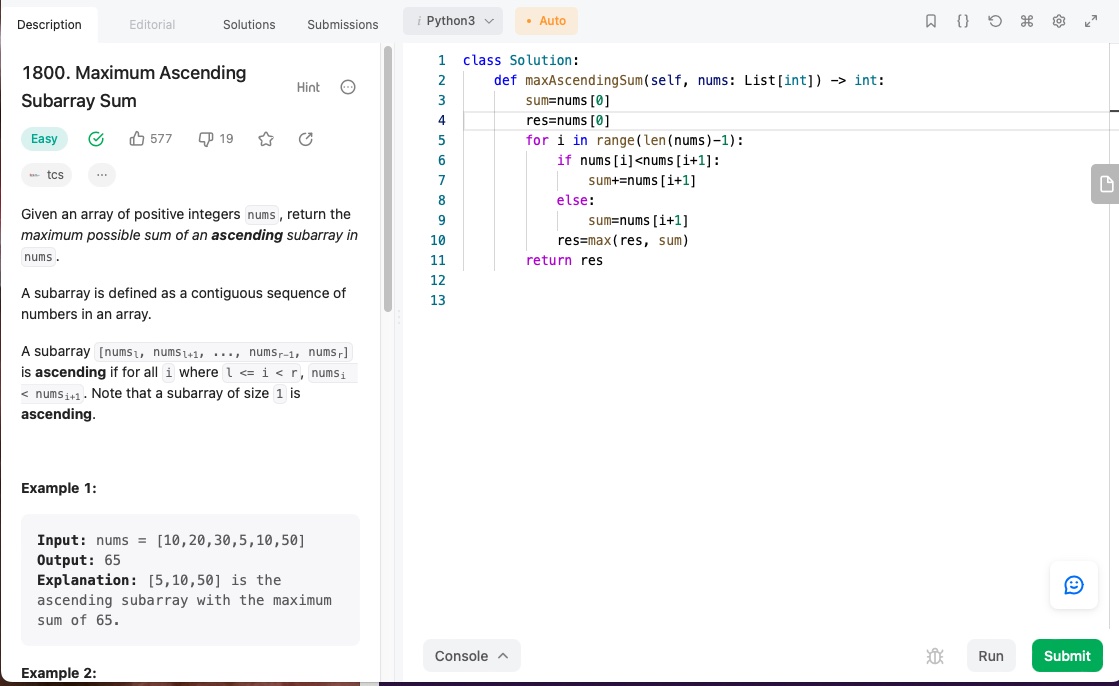 Description Editorial Solutions Submissions
i Python3 • Auto
1800. Maximum Ascending
Subarray Sum
Hint
Easy 577 19
tcs ...
Given an array of positive integers nums, return the
maximum possible sum of an ascending subarray in
nums.
A subarray is defined as a contiguous sequence of
numbers in an array.
A subarray [numsₗ, numsₗ₊₁, ..., numsᵣ₋₁, numsᵣ]
is ascending if for all i where l <= i < r, numsᵢ
< numsᵢ₊₁. Note that a subarray of size 1 is
ascending.
Example 1:
Input: nums = [10,20,30,5,10,50]
Output: 65
Explanation: [5,10,50] is the
ascending subarray with the maximum
sum of 65.
Example 2:
1 class Solution:
2     def maxAscendingSum(self, nums: List[int]) -> int:
3         sum=nums[0]
4         res=nums[0]
5         for i in range(len(nums)-1):
6             if nums[i]<nums[i+1]:
7                 sum+=nums[i+1]
8             else:
9                 sum=nums[i+1]
10             res=max(res, sum)
11         return res
12
13
Console Run Submit